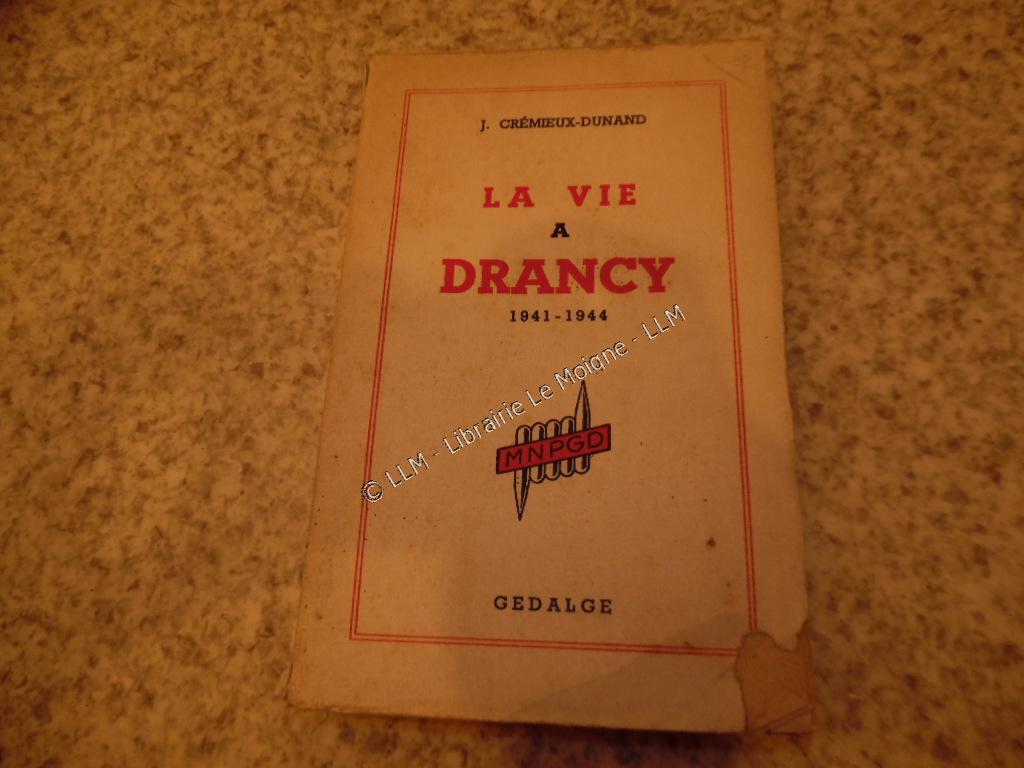 J. CRÉMIEUX-DUNAND
LA VIE
A
DRANCY
1941-1944
© LLM - Librairie Le Moigne - LLM
MNPGD
GEDALGE